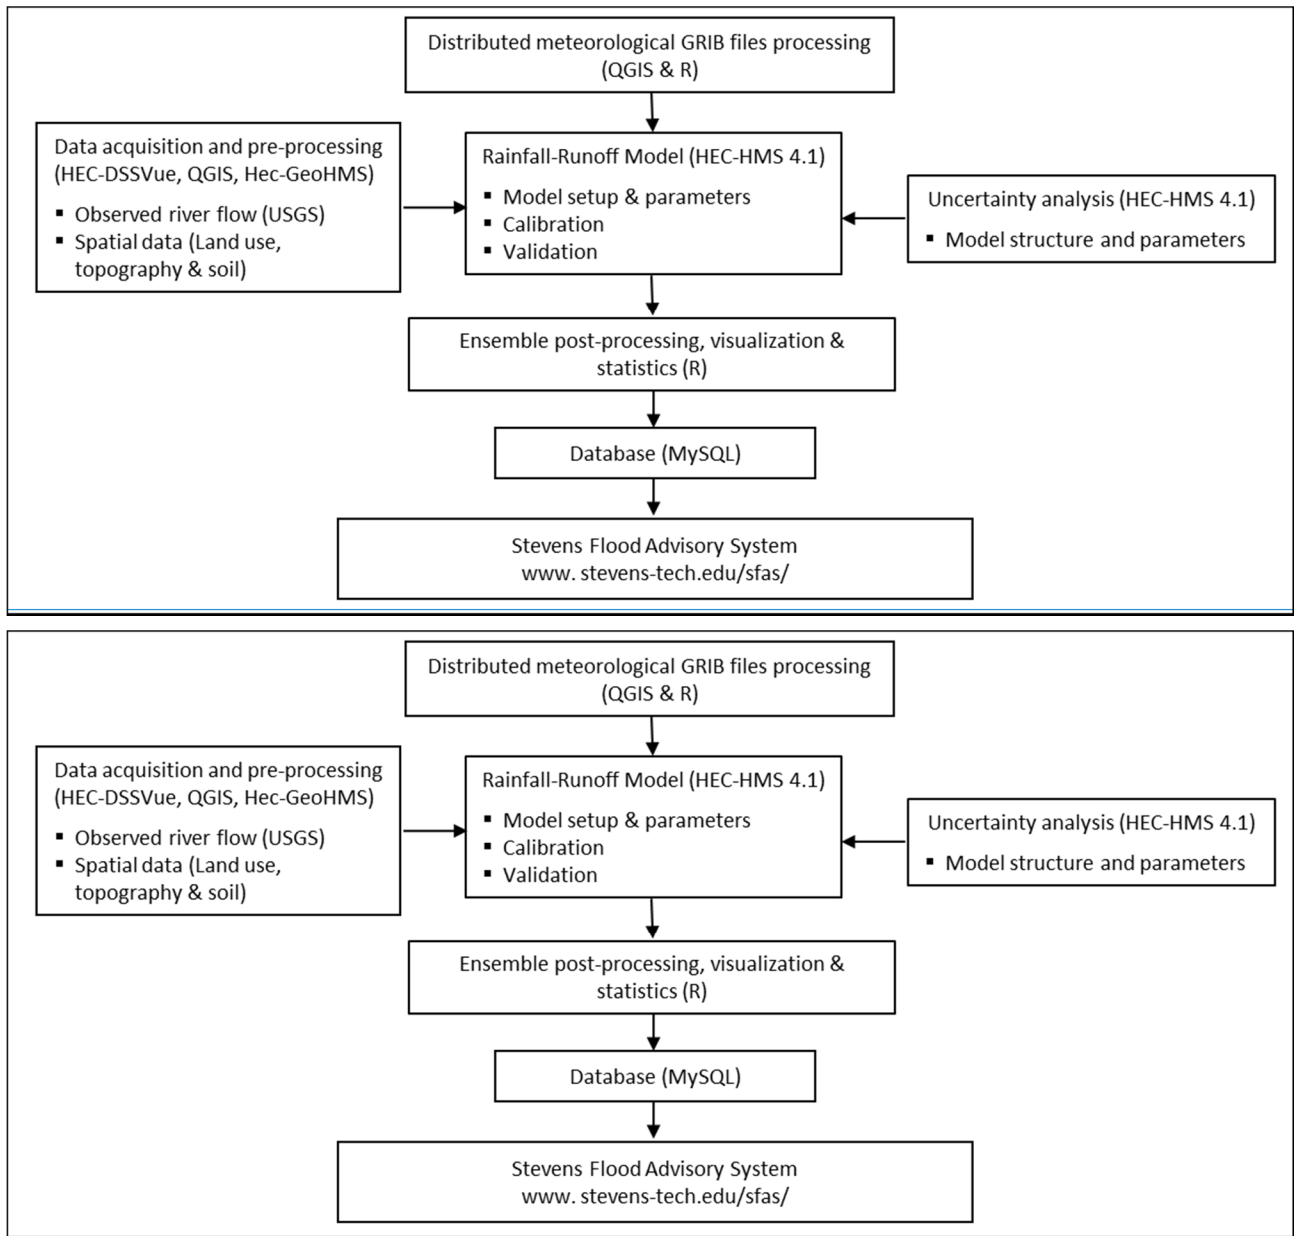 Distributed meteorological GRIB files processing
(QGIS & R)
Data acquisition and pre-processing
(HEC-DSSVue, QGIS, Hec-GeoHMS)
▪ Observed river flow (USGS)
▪ Spatial data (Land use,
topography & soil)
Rainfall-Runoff Model (HEC-HMS 4.1)
▪ Model setup & parameters
▪ Calibration
▪ Validation
Uncertainty analysis (HEC-HMS 4.1)
▪ Model structure and parameters
Ensemble post-processing, visualization &
statistics (R)
Database (MySQL)
Stevens Flood Advisory System
www. stevens-tech.edu/sfas/
Distributed meteorological GRIB files processing
(QGIS & R)
Data acquisition and pre-processing
(HEC-DSSVue, QGIS, Hec-GeoHMS)
▪ Observed river flow (USGS)
▪ Spatial data (Land use,
topography & soil)
Rainfall-Runoff Model (HEC-HMS 4.1)
▪ Model setup & parameters
▪ Calibration
▪ Validation
Uncertainty analysis (HEC-HMS 4.1)
▪ Model structure and parameters
Ensemble post-processing, visualization &
statistics (R)
Database (MySQL)
Stevens Flood Advisory System
www. stevens-tech.edu/sfas/